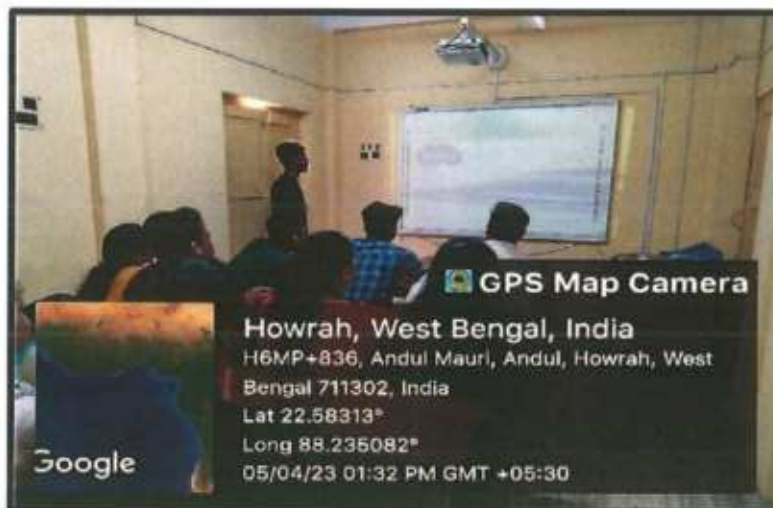 GPS Map Camera
Howrah, West Bengal, India
H6MP+836, Andul Mauri, Andul, Howrah, West
Bengal 711302, India
Lat 22.58313°
Long 88.235082°
05/04/23 01:32 PM GMT +05:30
Google